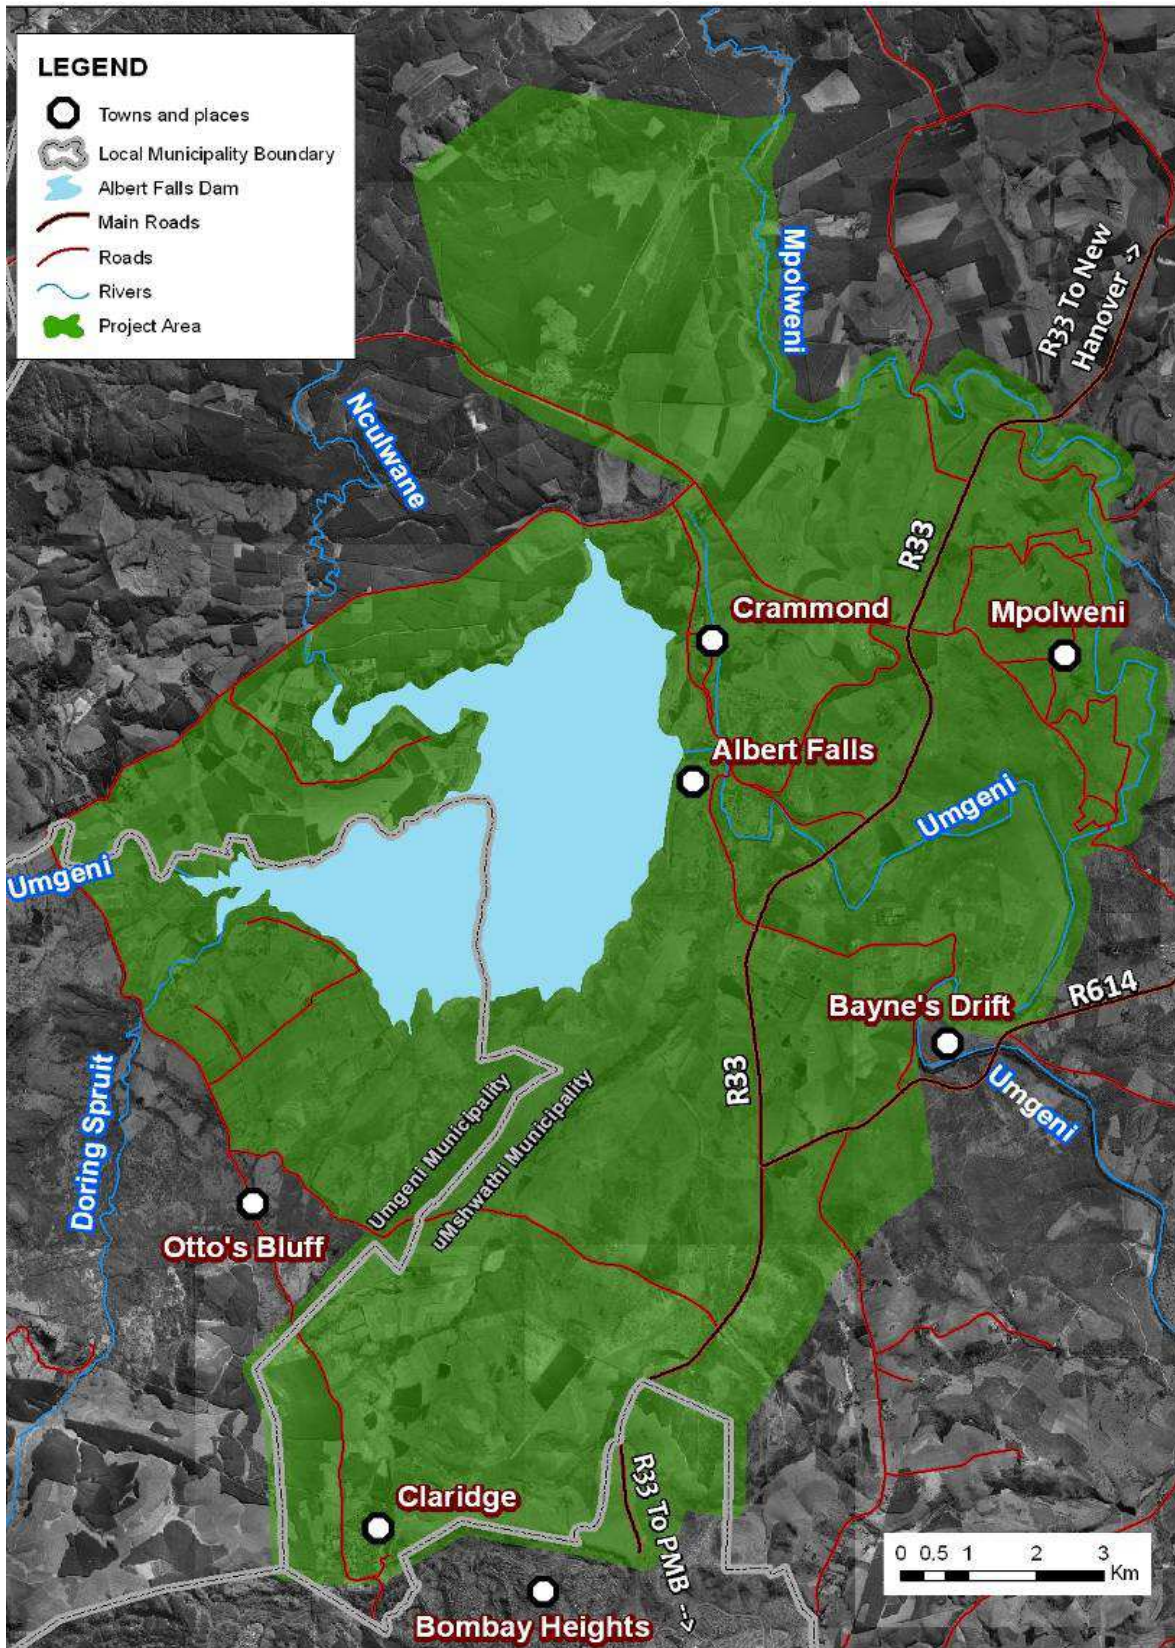 LEGEND
Towns and places
Local Municipality Boundary
Albert Falls Dam
Main Roads
Roads
Rivers
Project Area
Mpolweni
R33 To New
Hanover ->
Nculwane
R33
Crammond
Mpolweni
Albert Falls
Umgeni
Umgeni
R614
Bayne's Drift
R33
Umgeni
Doring Spruit
Umgeni Municipality
uMshwathi Municipality
Otto's Bluff
R33 To PMB -->
Claridge
0 0.5 1 2 3
Km
Bombay Heights